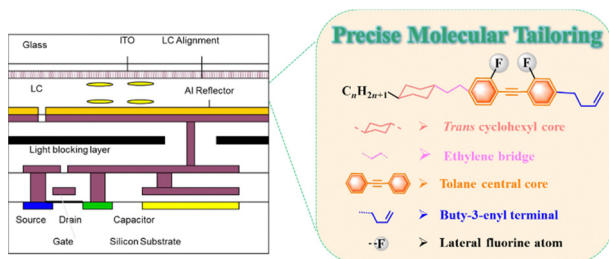 Glass
ITO
LC Alignment
LC
Al Reflector
Light blocking layer
Source
Drain
Capacitor
Gate
Silicon Substrate
Precise Molecular Tailoring
F
F
CnH2n+1
Trans cyclohexyl core
Ethylene bridge
Tolane central core
Buty-3-enyl terminal
--F
Lateral fluorine atom